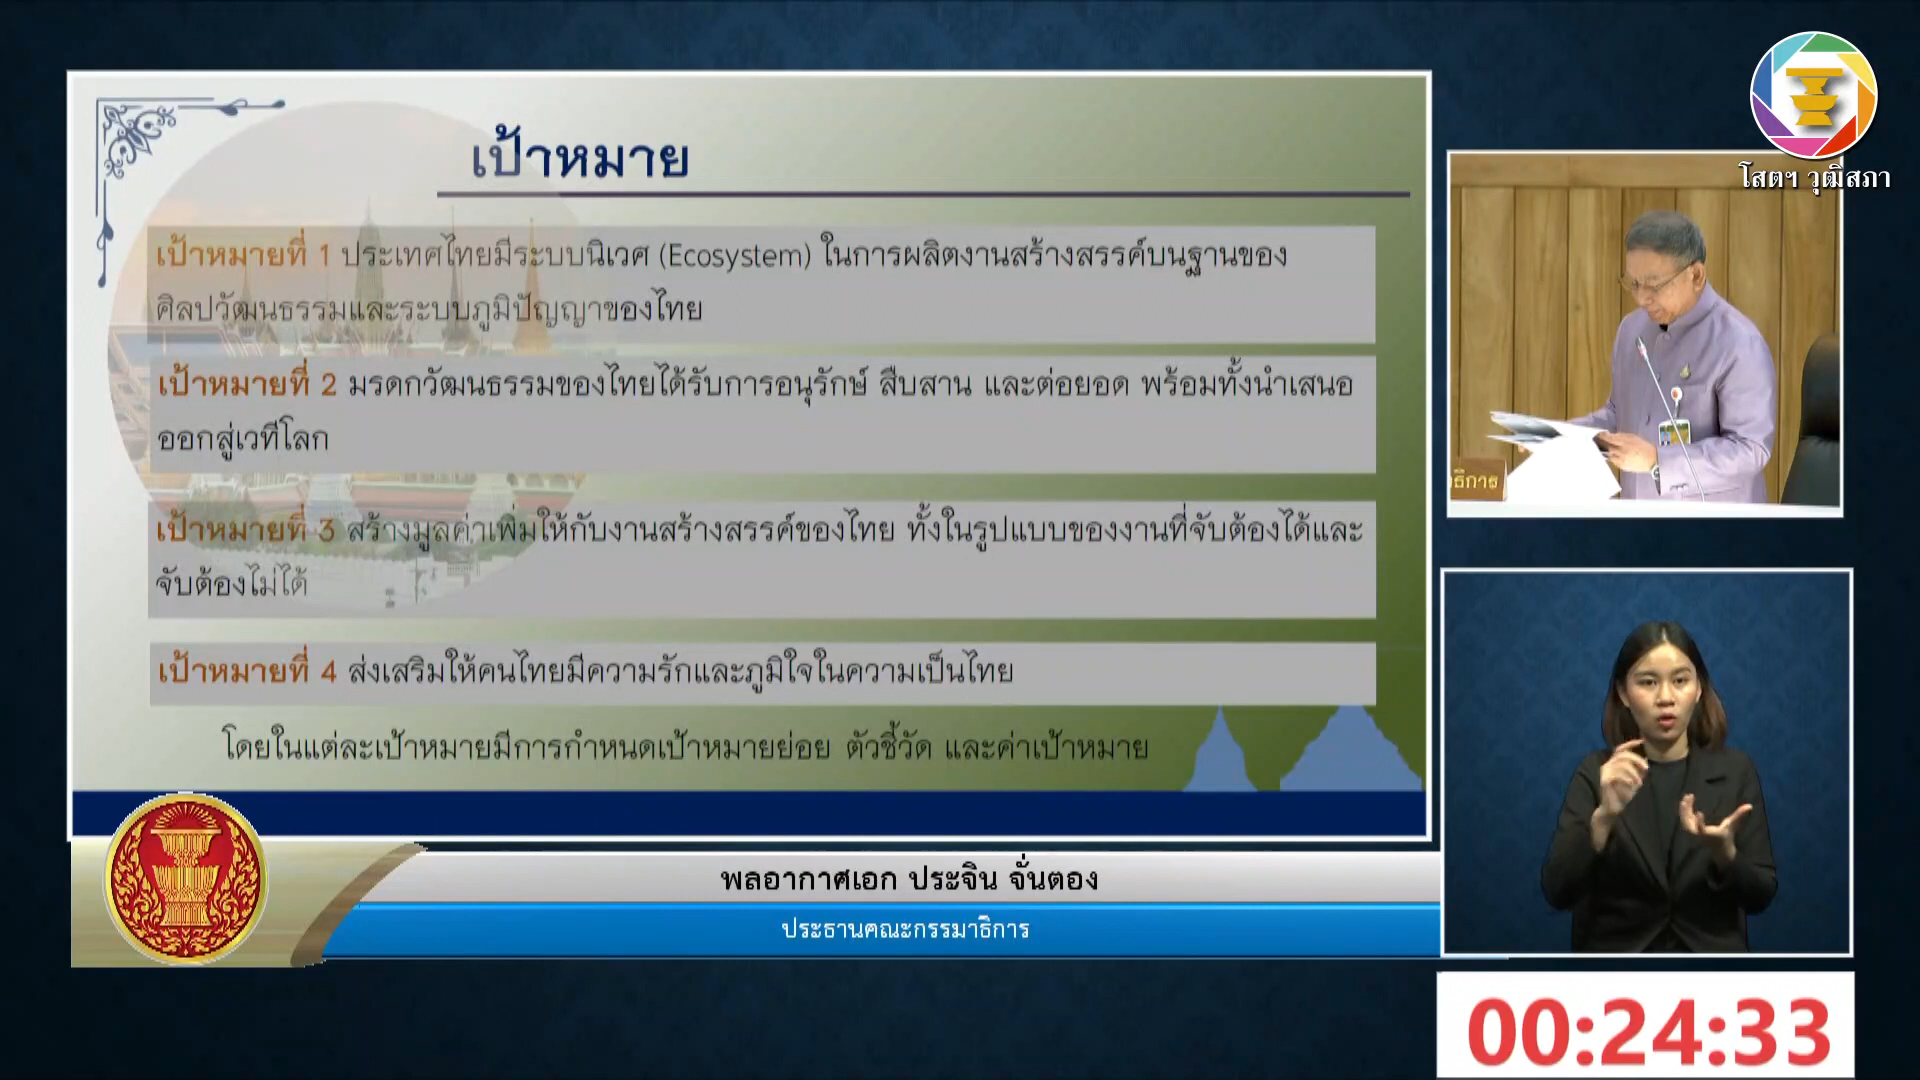 โสตฯ วุฒิสภา
เป้าหมาย
เป้าหมายที่ 1 ประเทศไทยมีระบบนิเวศ (Ecosystem) ในการผลิตงานสร้างสรรค์บนฐานของ
ศิลปวัฒนธรรมและระบบภูมิปัญญาของไทย
เป้าหมายที่ 2 มรดกวัฒนธรรมของไทยได้รับการอนุรักษ์ สืบสาน และต่อยอด พร้อมทั้งนำเสนอ
ออกสู่เวทีโลก
เป้าหมายที่ 3 สร้างมูลค่าเพิ่มให้กับงานสร้างสรรค์ของไทย ทั้งในรูปแบบของงานที่จับต้องได้และ
จับต้องไม่ได้
เป้าหมายที่ 4 ส่งเสริมให้คนไทยมีความรักและภูมิใจในความเป็นไทย
โดยในแต่ละเป้าหมายมีการกำหนดเป้าหมายย่อย ตัวชี้วัด และค่าเป้าหมาย
พลอากาศเอก ประจิน จั่นตอง
ประธานคณะกรรมาธิการ
00:24:33